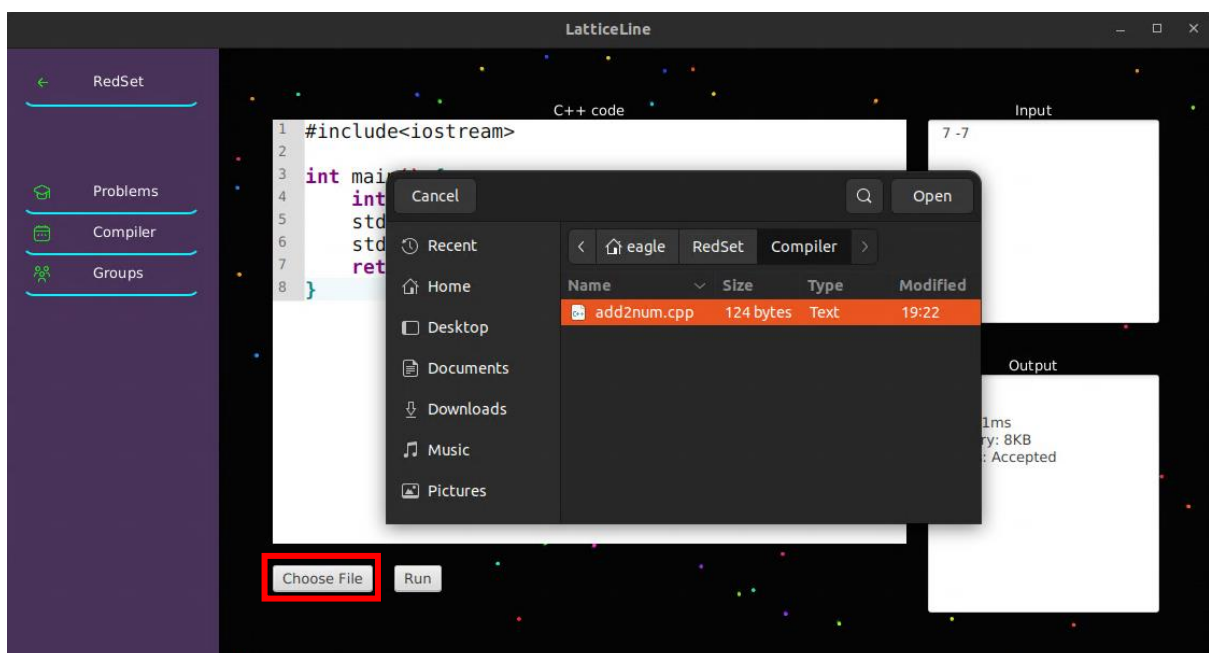 LatticeLine
RedSet
Problems
Compiler
Groups
C++ code
1 #include<iostream>
2
3 int main() {
4 int
5 std
6 std
7 ret
8 }
Cancel
Open
Recent
Home
Desktop
Documents
Downloads
Music
Pictures
eagle RedSet Compiler
Name Size Type Modified
add2num.cpp 124 bytes Text 19:22
Input
7 -7
Output
1ms
ry: 8KB
: Accepted
Choose File
Run